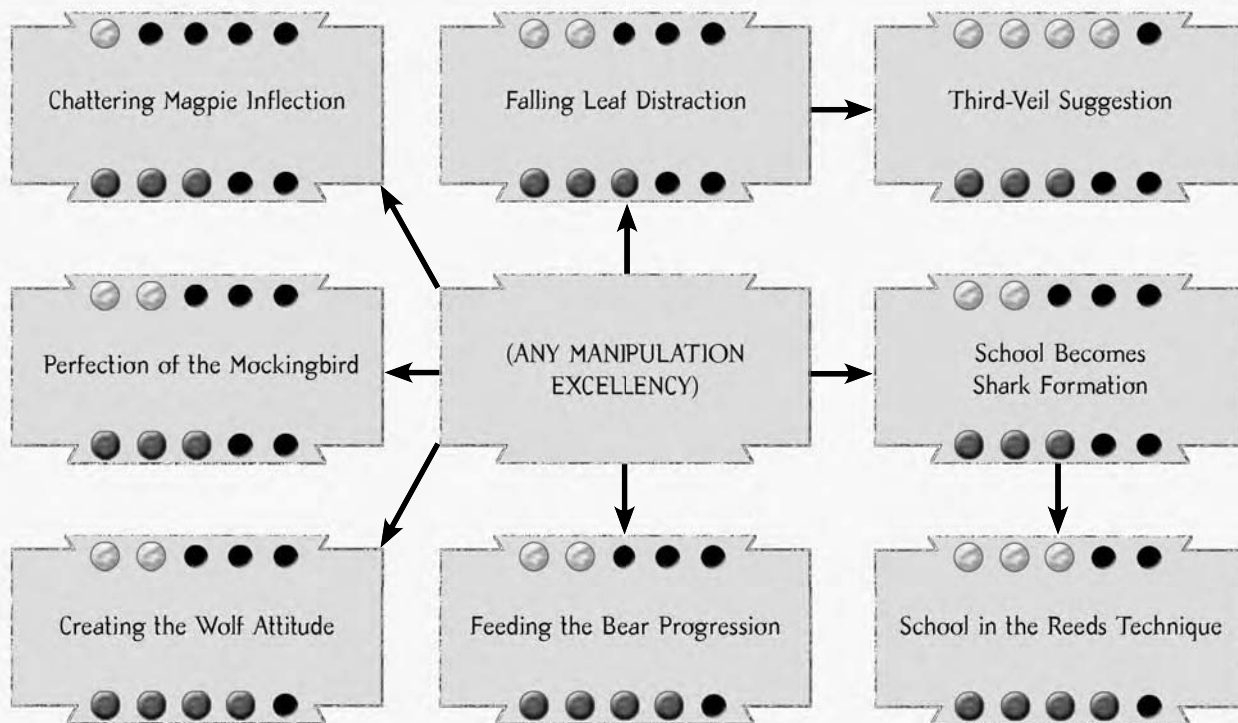 Chattering Magpie Inflection
Falling Leaf Distraction
Third-Veil Suggestion
Perfection of the Mockingbird
(ANY MANIPULATION
EXCELLENCY)
School Becomes
Shark Formation
Creating the Wolf Attitude
Feeding the Bear Progression
School in the Reeds Technique